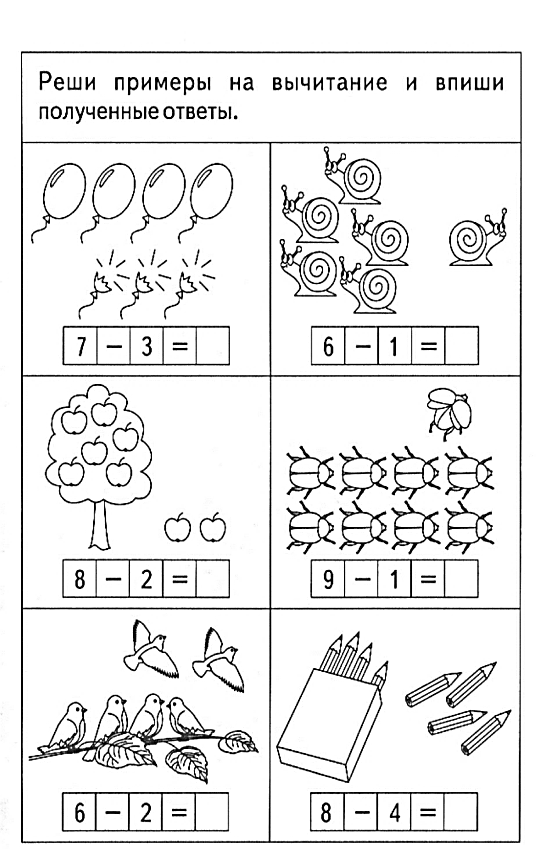 Реши примеры на вычитание и впиши
полученные ответы.
7 − 3 =
6 − 1 =
8 − 2 =
9 − 1 =
6 − 2 =
8 − 4 =